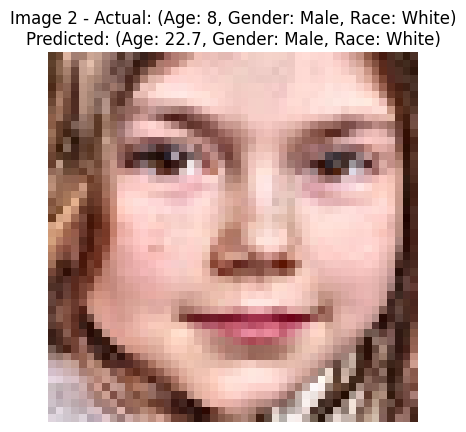 Image 2 - Actual: (Age: 8, Gender: Male, Race: White)
Predicted: (Age: 22.7, Gender: Male, Race: White)